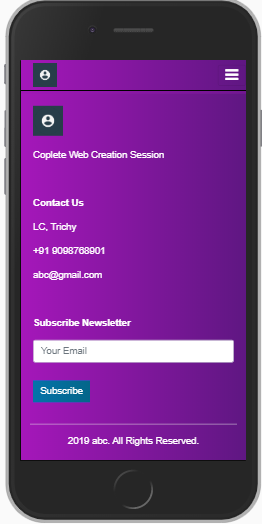 Coplete Web Creation Session
Contact Us
LC, Trichy
+91 9098768901
abc@gmail.com
Subscribe Newsletter
Your Email
Subscribe
2019 abc. All Rights Reserved.